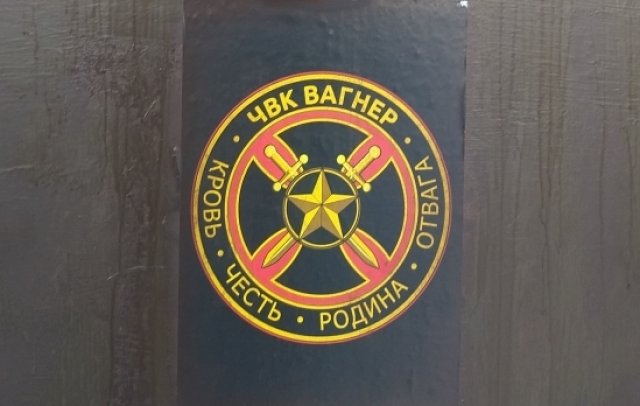 ЧВК ВАГНЕР
КРОВЬ · ЧЕСТЬ · РОДИНА · ОТВАГА